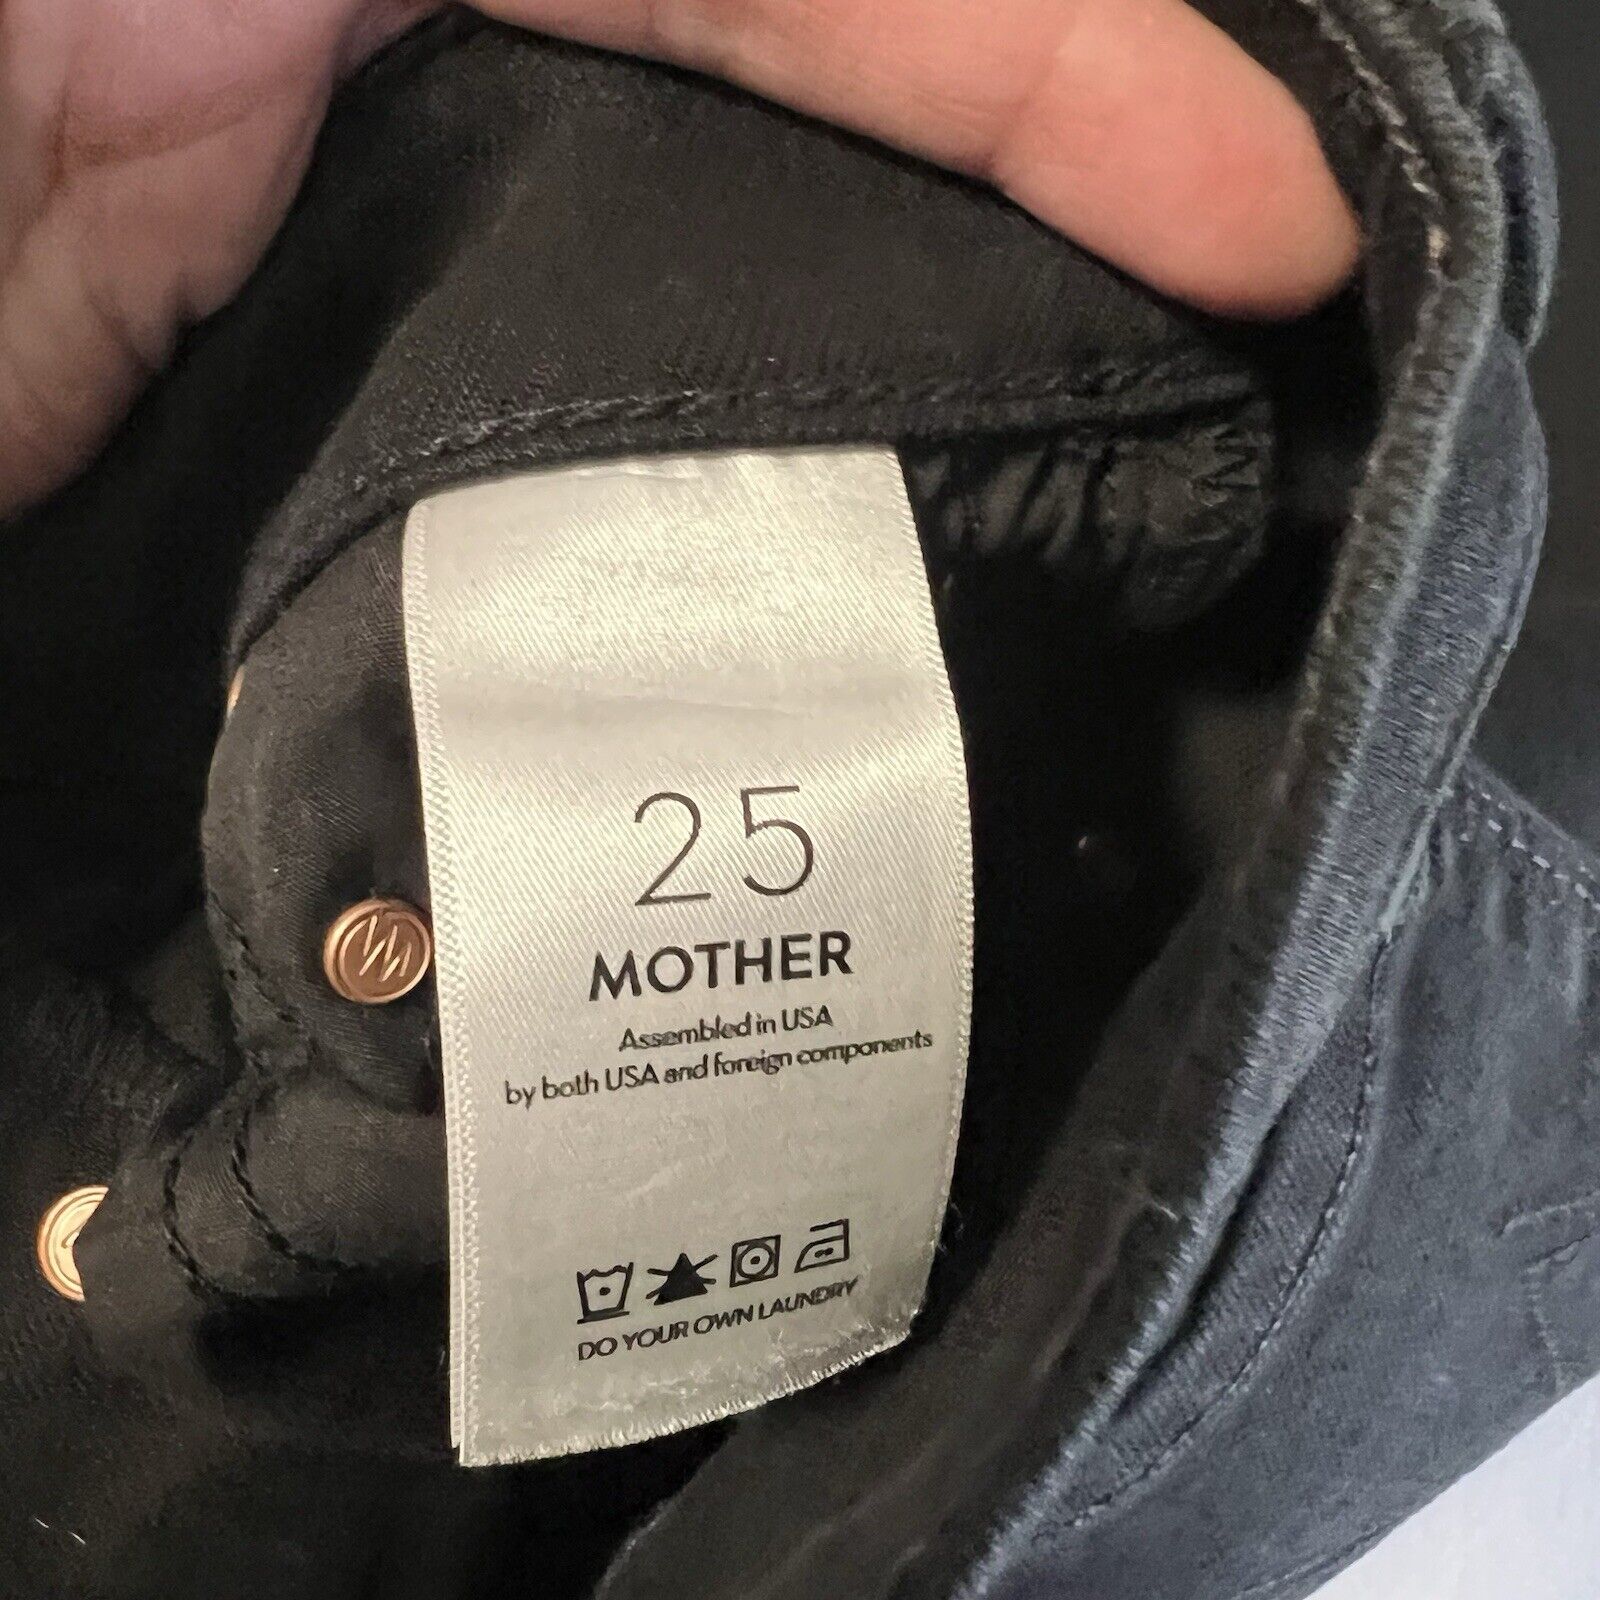 25
MOTHER
Assembled in USA
by both USA and foreign components
DO YOUR OWN LAUNDRY